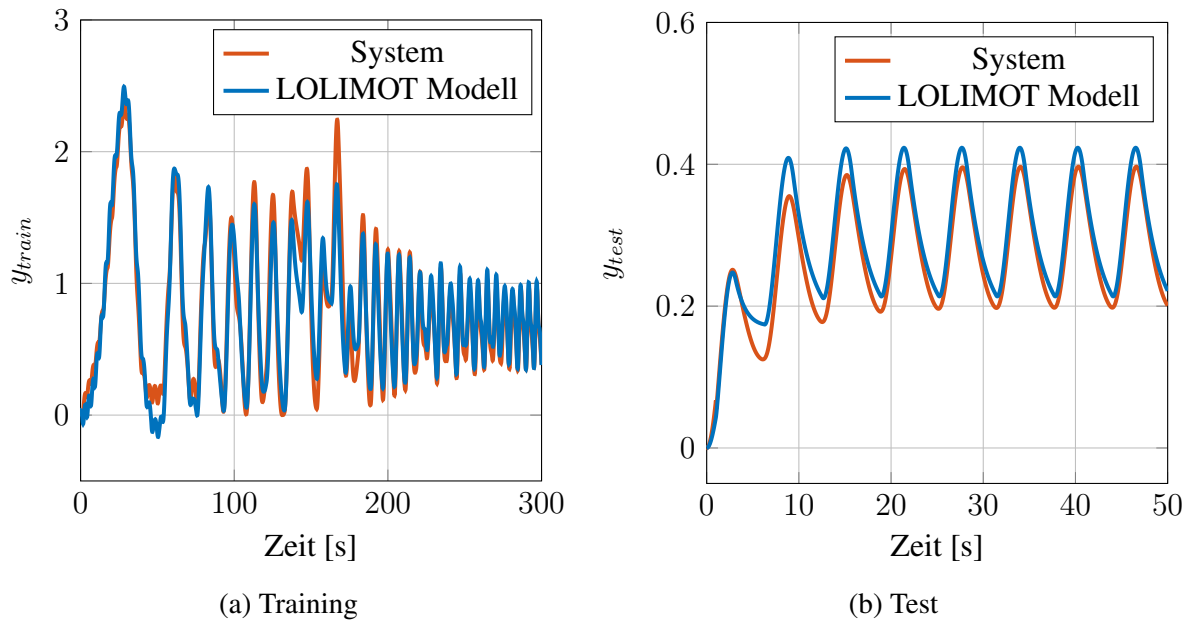 3
2
1
0
y_train
System
LOLIMOT Modell
0
100
200
300
Zeit [s]
(a) Training
0.6
0.4
0.2
0
y_test
System
LOLIMOT Modell
0
10
20
30
40
50
Zeit [s]
(b) Test